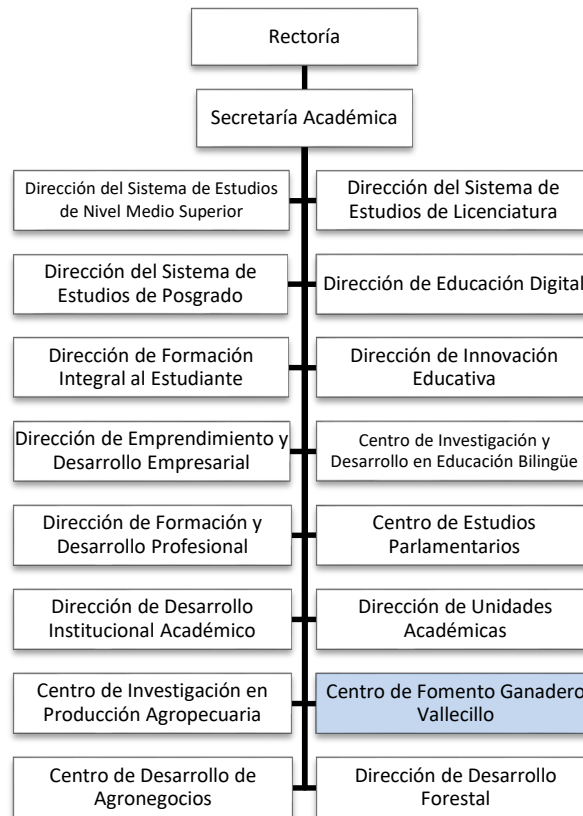 Rectoría
Secretaría Académica
Dirección del Sistema de Estudios
de Nivel Medio Superior
Dirección del Sistema de
Estudios de Licenciatura
Dirección del Sistema de
Estudios de Posgrado
Dirección de Educación Digital
Dirección de Formación
Integral al Estudiante
Dirección de Innovación
Educativa
Dirección de Emprendimiento y
Desarrollo Empresarial
Centro de Investigación y
Desarrollo en Educación Bilingüe
Dirección de Formación y
Desarrollo Profesional
Centro de Estudios
Parlamentarios
Dirección de Desarrollo
Institucional Académico
Dirección de Unidades
Académicas
Centro de Investigación en
Producción Agropecuaria
Centro de Fomento Ganadero
Vallecillo
Centro de Desarrollo de
Agronegocios
Dirección de Desarrollo
Forestal